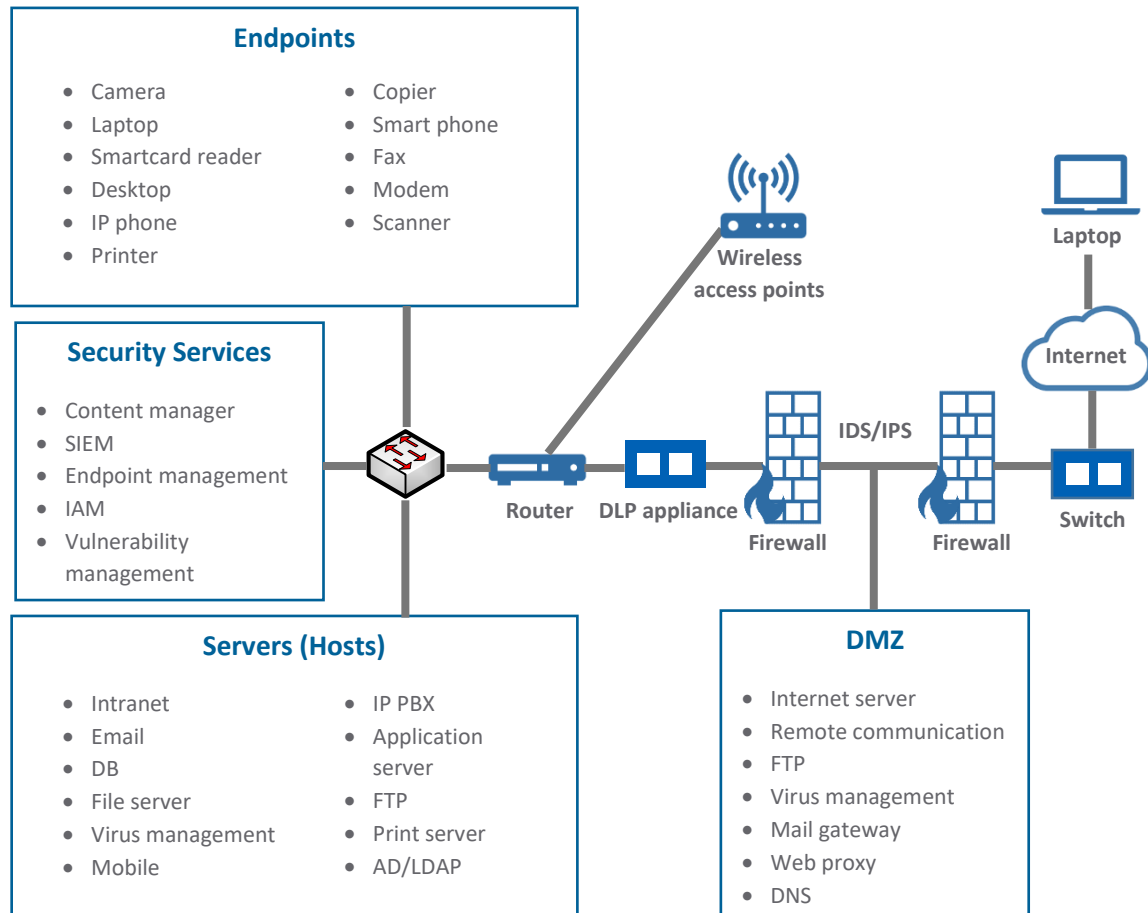 Endpoints
Camera
Laptop
Smartcard reader
Desktop
IP phone
Printer
Copier
Smart phone
Fax
Modem
Scanner
Wireless
access points
Laptop
Internet
Security Services
Content manager
SIEM
Endpoint management
IAM
Vulnerability
management
Router
DLP appliance
Firewall
IDS/IPS
Firewall
Switch
Servers (Hosts)
Intranet
Email
DB
File server
Virus management
Mobile
IP PBX
Application
server
FTP
Print server
AD/LDAP
DMZ
Internet server
Remote communication
FTP
Virus management
Mail gateway
Web proxy
DNS